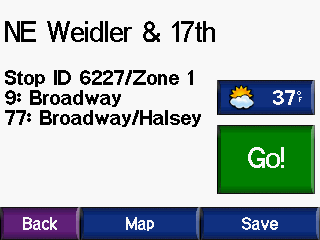 NE Weidler & 17th
Stop ID 6227/Zone 1
9: Broadway
77: Broadway/Halsey
37°F
Go!
Back
Map
Save